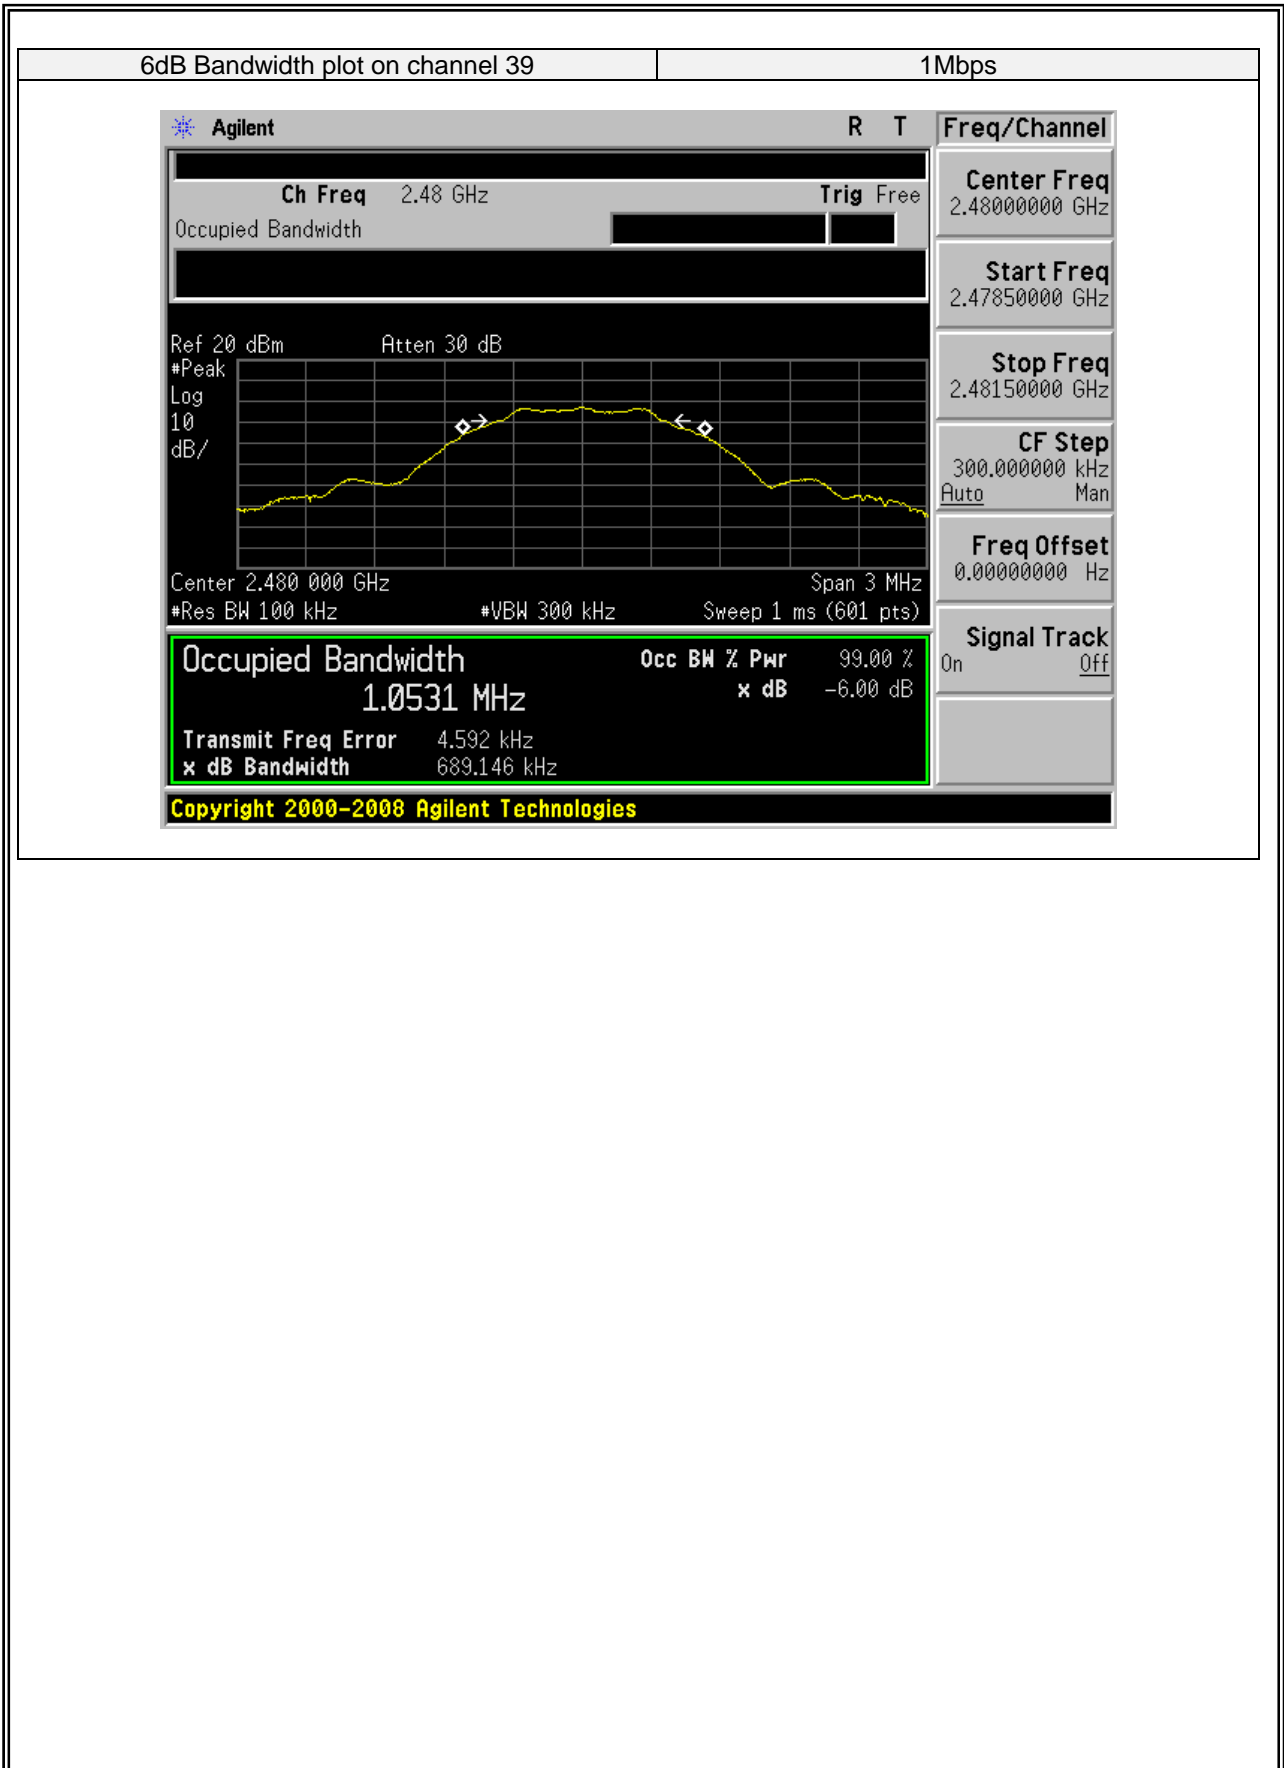 6dB Bandwidth plot on channel 39 1Mbps
Agilent R T Freq/Channel
Ch Freq 2.48 GHz Trig Free
Occupied Bandwidth
Center Freq
2.48000000 GHz
Start Freq
2.47850000 GHz
Stop Freq
2.48150000 GHz
CF Step
300.000000 kHz
Auto Man
Freq Offset
0.00000000 Hz
Signal Track
On Off
Ref 20 dBm Atten 30 dB
#Peak
Log
10
dB/
Center 2.480 000 GHz Span 3 MHz
#Res BW 100 kHz #VBW 300 kHz Sweep 1 ms (601 pts)
Occupied Bandwidth Occ BW % Pwr 99.00 %
1.0531 MHz x dB -6.00 dB
Transmit Freq Error 4.592 kHz
x dB Bandwidth 689.146 kHz
Copyright 2000-2008 Agilent Technologies